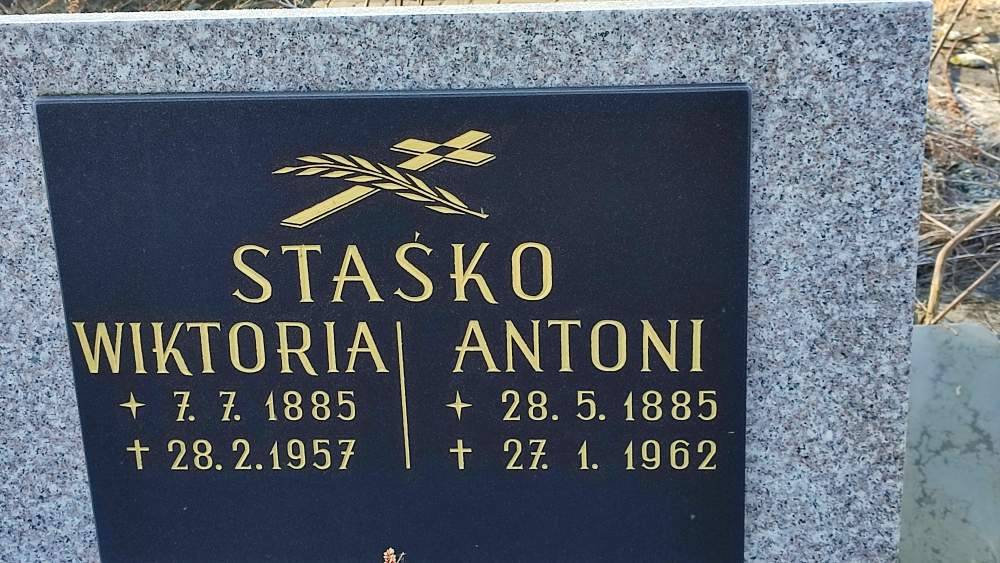 STAŚKO
WIKTORIA ANTONI
✦ 7. 7. 1885 ✦ 28. 5. 1885
✝ 28. 2. 1957 ✝ 27. 1. 1962